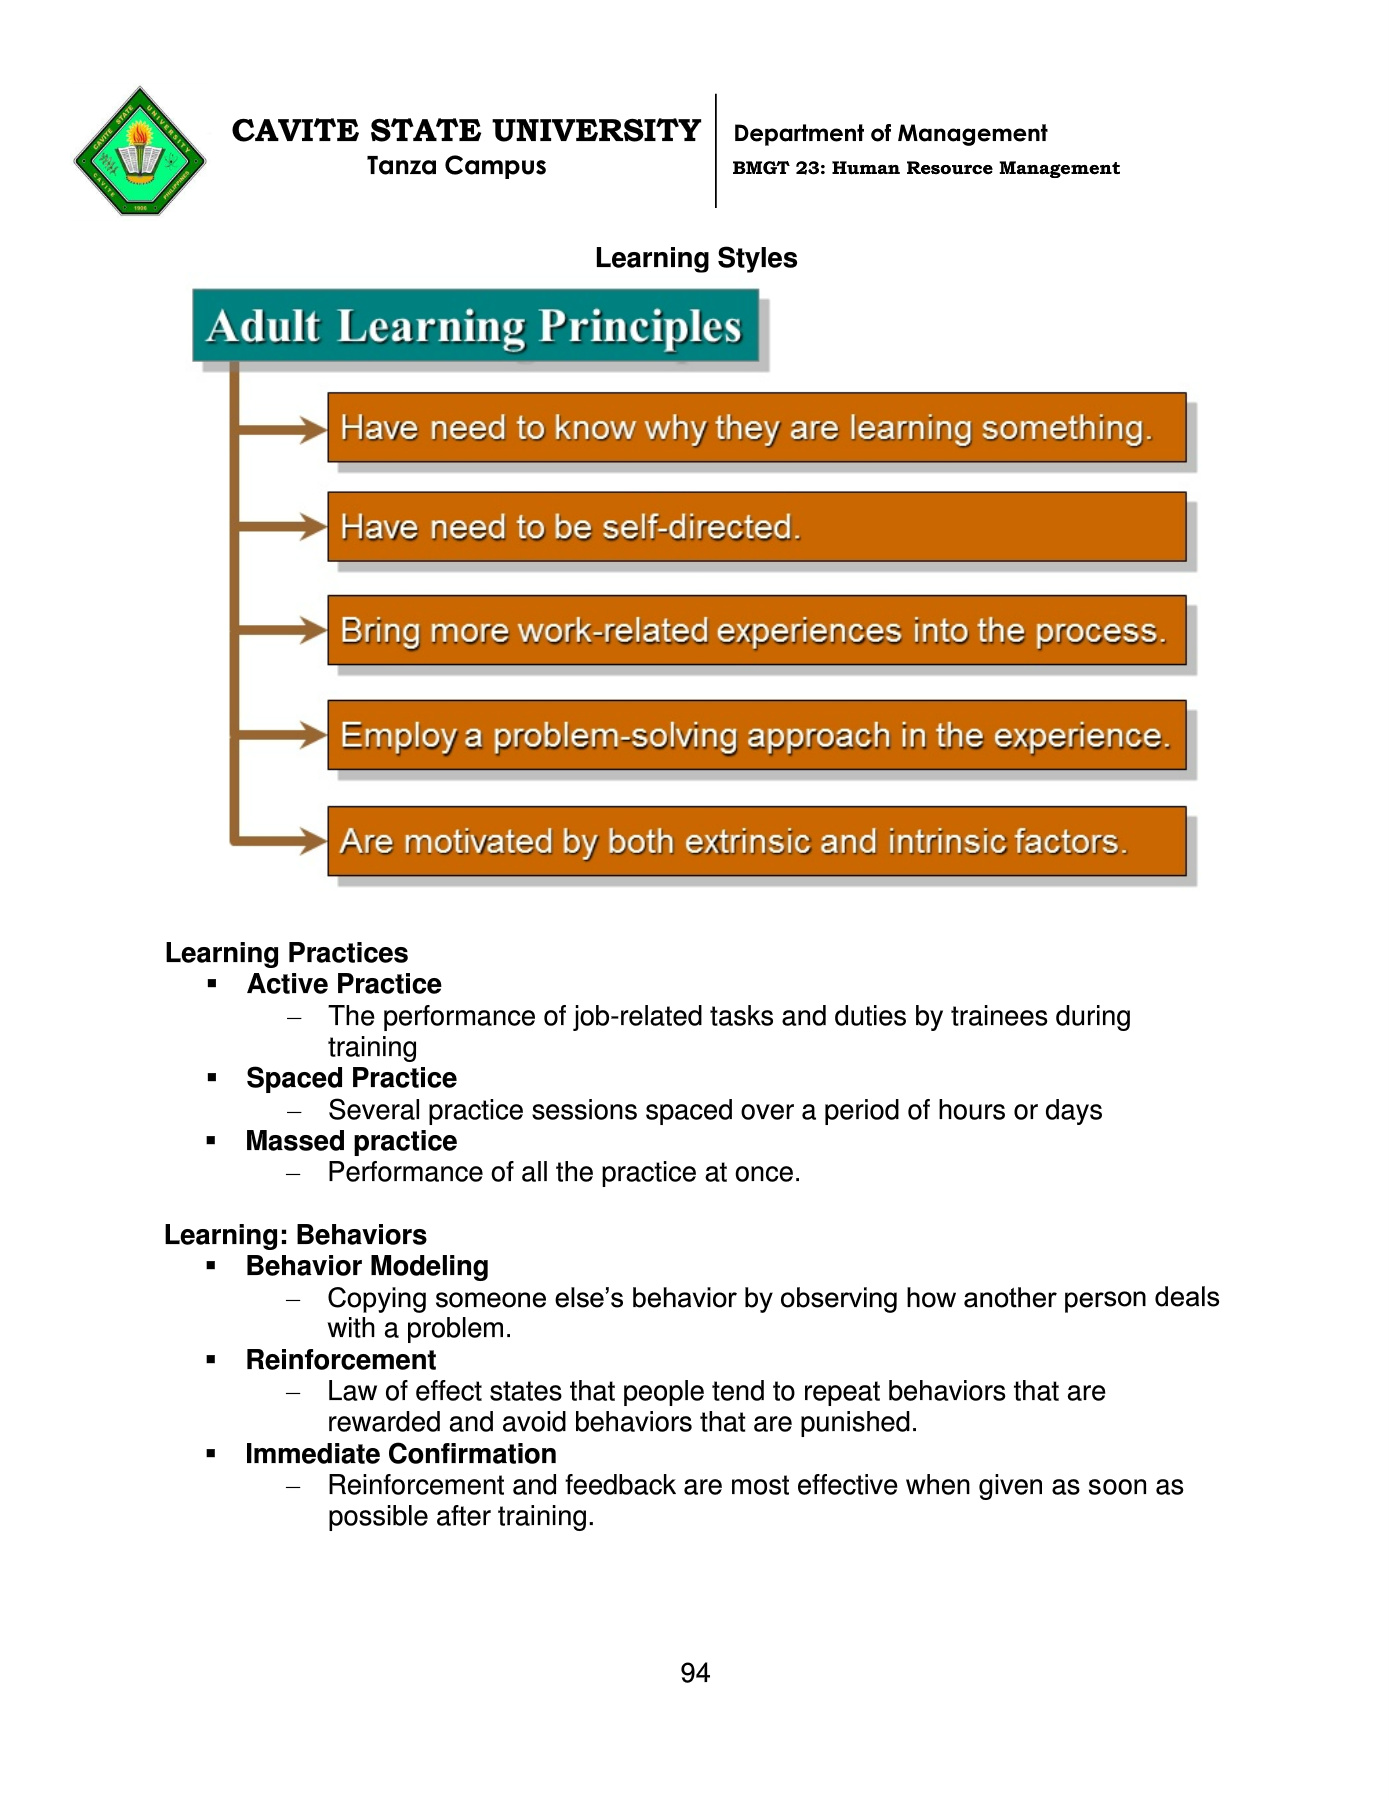 CAVITE STATE UNIVERSITY
Tanza Campus
Department of Management
BMGT 23: Human Resource Management
CAVITE STATE UNIVERSITY
CAVITE
PHILIPPINES
1906
Learning Styles
Adult Learning Principles
Have need to know why they are learning something.
Have need to be self-directed.
Bring more work-related experiences into the process.
Employ a problem-solving approach in the experience.
Are motivated by both extrinsic and intrinsic factors.
Learning Practices
▪ Active Practice
– The performance of job-related tasks and duties by trainees during
training
▪ Spaced Practice
– Several practice sessions spaced over a period of hours or days
▪ Massed practice
– Performance of all the practice at once.
Learning: Behaviors
▪ Behavior Modeling
– Copying someone else’s behavior by observing how another person deals
with a problem.
▪ Reinforcement
– Law of effect states that people tend to repeat behaviors that are
rewarded and avoid behaviors that are punished.
▪ Immediate Confirmation
– Reinforcement and feedback are most effective when given as soon as
possible after training.
94